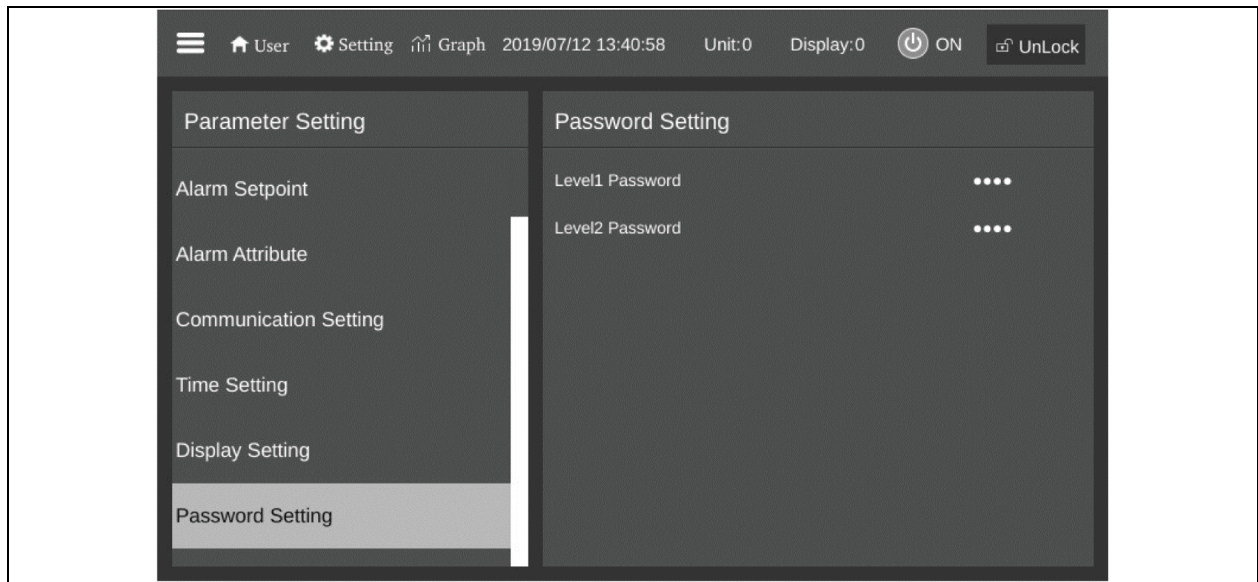 User Setting Graph 2019/07/12 13:40:58 Unit:0 Display:0 ON UnLock
Parameter Setting
Alarm Setpoint
Alarm Attribute
Communication Setting
Time Setting
Display Setting
Password Setting
Password Setting
Level1 Password ••••
Level2 Password ••••